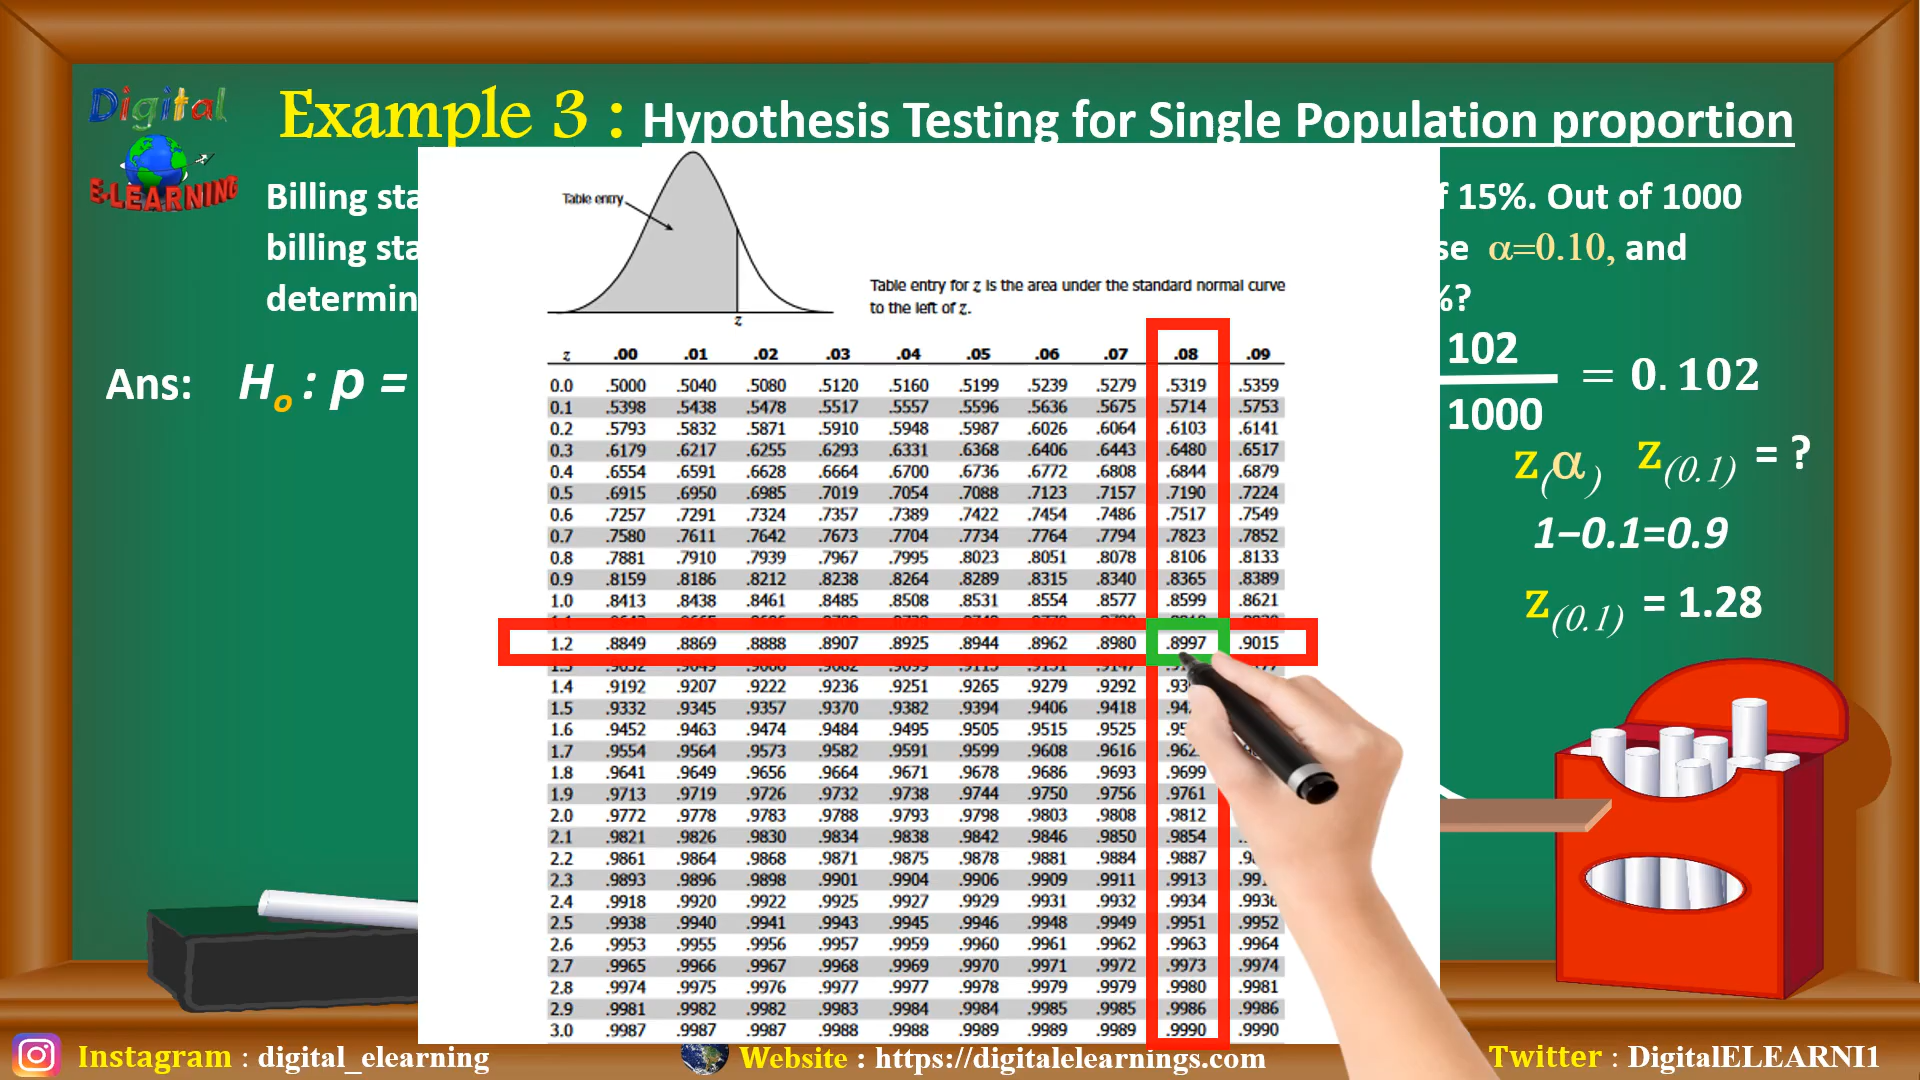 Digital
E-LEARNING
Example 3 : Hypothesis Testing for Single Population proportion
Billing sta
15%. Out of 1000
billing sta
se α=0.10, and
determin
%?
Ans: Ho : p =
102
1000
= 0.102
z(α) z(0.1) = ?
1–0.1=0.9
z(0.1) = 1.28
Table entry
z
Table entry for z is the area under the standard normal curve
to the left of z.
z .00 .01 .02 .03 .04 .05 .06 .07 .08 .09
0.0 .5000 .5040 .5080 .5120 .5160 .5199 .5239 .5279 .5319 .5359
0.1 .5398 .5438 .5478 .5517 .5557 .5596 .5636 .5675 .5714 .5753
0.2 .5793 .5832 .5871 .5910 .5948 .5987 .6026 .6064 .6103 .6141
0.3 .6179 .6217 .6255 .6293 .6331 .6368 .6406 .6443 .6480 .6517
0.4 .6554 .6591 .6628 .6664 .6700 .6736 .6772 .6808 .6844 .6879
0.5 .6915 .6950 .6985 .7019 .7054 .7088 .7123 .7157 .7190 .7224
0.6 .7257 .7291 .7324 .7357 .7389 .7422 .7454 .7486 .7517 .7549
0.7 .7580 .7611 .7642 .7673 .7704 .7734 .7764 .7794 .7823 .7852
0.8 .7881 .7910 .7939 .7967 .7995 .8023 .8051 .8078 .8106 .8133
0.9 .8159 .8186 .8212 .8238 .8264 .8289 .8315 .8340 .8365 .8389
1.0 .8413 .8438 .8461 .8485 .8508 .8531 .8554 .8577 .8599 .8621
1.2 .8849 .8869 .8888 .8907 .8925 .8944 .8962 .8980 .8997 .9015
1.4 .9192 .9207 .9222 .9236 .9251 .9265 .9279 .9292
1.5 .9332 .9345 .9357 .9370 .9382 .9394 .9406 .9418
1.6 .9452 .9463 .9474 .9484 .9495 .9505 .9515 .9525
1.7 .9554 .9564 .9573 .9582 .9591 .9599 .9608 .9616
1.8 .9641 .9649 .9656 .9664 .9671 .9678 .9686 .9693 .9699
1.9 .9713 .9719 .9726 .9732 .9738 .9744 .9750 .9756 .9761
2.0 .9772 .9778 .9783 .9788 .9793 .9798 .9803 .9808 .9812
2.1 .9821 .9826 .9830 .9834 .9838 .9842 .9846 .9850 .9854
2.2 .9861 .9864 .9868 .9871 .9875 .9878 .9881 .9884 .9887
2.3 .9893 .9896 .9898 .9901 .9904 .9906 .9909 .9911 .9913
2.4 .9918 .9920 .9922 .9925 .9927 .9929 .9931 .9932 .9934 .9936
2.5 .9938 .9940 .9941 .9943 .9945 .9946 .9948 .9949 .9951 .9952
2.6 .9953 .9955 .9956 .9957 .9959 .9960 .9961 .9962 .9963 .9964
2.7 .9965 .9966 .9967 .9968 .9969 .9970 .9971 .9972 .9973 .9974
2.8 .9974 .9975 .9976 .9977 .9977 .9978 .9979 .9979 .9980 .9981
2.9 .9981 .9982 .9982 .9983 .9984 .9984 .9985 .9985 .9986 .9986
3.0 .9987 .9987 .9987 .9988 .9988 .9989 .9989 .9989 .9990 .9990
Instagram : digital_elearning
Website : https://digitalelearnings.com
Twitter : DigitalELEARNI1